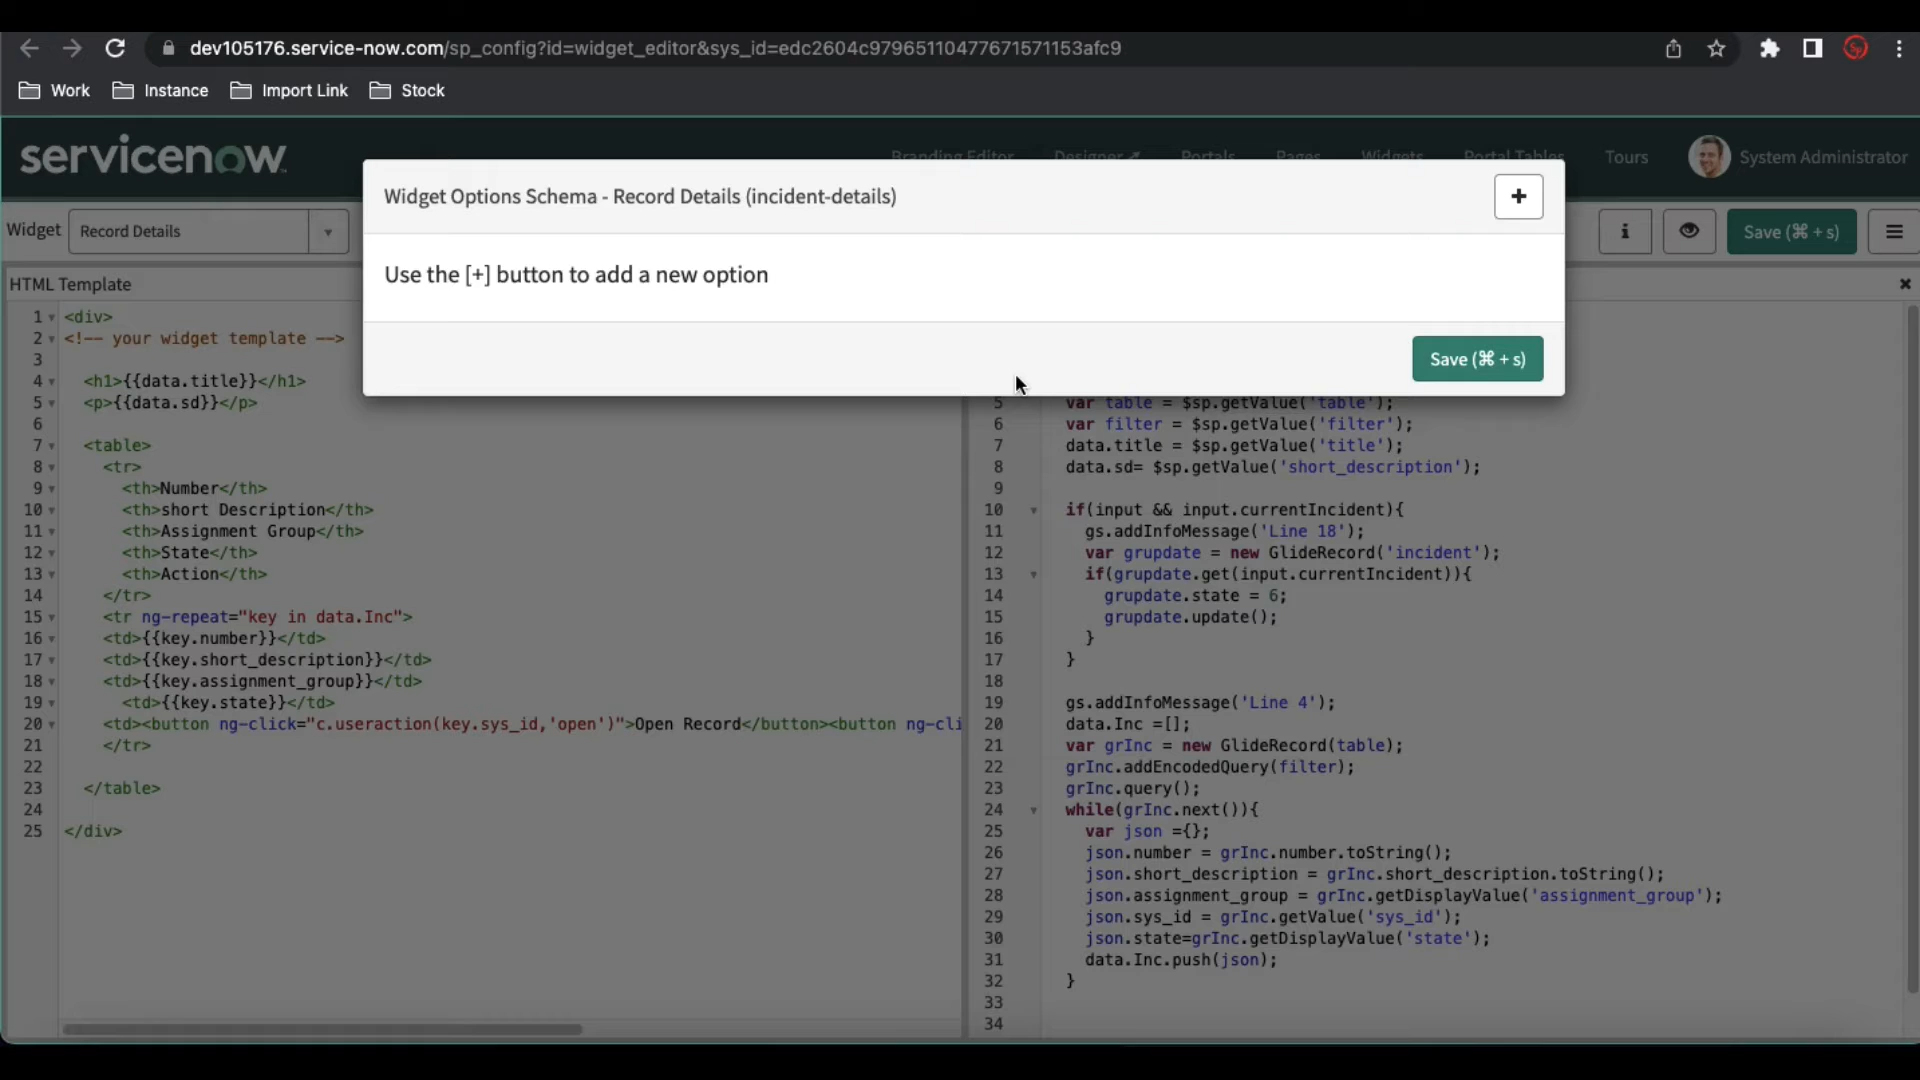 dev105176.service-now.com/sp_config?id=widget_editor&sys_id=edc2604c97965110477671571153afc9
Work Instance Import Link Stock
servicenow
Branding Editor Designer Portals Pages Widgets Portal Tables Tours System Administrator
Widget Options Schema - Record Details (incident-details)
Widget Record Details
Save (⌘ + s)
Use the [+] button to add a new option
Save (⌘ + s)
HTML Template
1 <div>
2 <!-- your widget template -->
3
4 <h1>{{data.title}}</h1>
5 <p>{{data.sd}}</p>
6
7 <table>
8 <tr>
9 <th>Number</th>
10 <th>short Description</th>
11 <th>Assignment Group</th>
12 <th>State</th>
13 <th>Action</th>
14 </tr>
15 <tr ng-repeat="key in data.Inc">
16 <td>{{key.number}}</td>
17 <td>{{key.short_description}}</td>
18 <td>{{key.assignment_group}}</td>
19 <td>{{key.state}}</td>
20 <td><button ng-click="c.useraction(key.sys_id,'open')">Open Record</button><button ng-cli
21 </tr>
22
23 </table>
24
25 </div>
5 var table = $sp.getValue('table');
6 var filter = $sp.getValue('filter');
7 data.title = $sp.getValue('title');
8 data.sd= $sp.getValue('short_description');
9
10 if(input && input.currentIncident){
11 gs.addInfoMessage('Line 18');
12 var grupdate = new GlideRecord('incident');
13 if(grupdate.get(input.currentIncident)){
14 grupdate.state = 6;
15 grupdate.update();
16 }
17 }
18
19 gs.addInfoMessage('Line 4');
20 data.Inc =[];
21 var grInc = new GlideRecord(table);
22 grInc.addEncodedQuery(filter);
23 grInc.query();
24 while(grInc.next()){
25 var json ={};
26 json.number = grInc.number.toString();
27 json.short_description = grInc.short_description.toString();
28 json.assignment_group = grInc.getDisplayValue('assignment_group');
29 json.sys_id = grInc.getValue('sys_id');
30 json.state=grInc.getDisplayValue('state');
31 data.Inc.push(json);
32 }
33
34